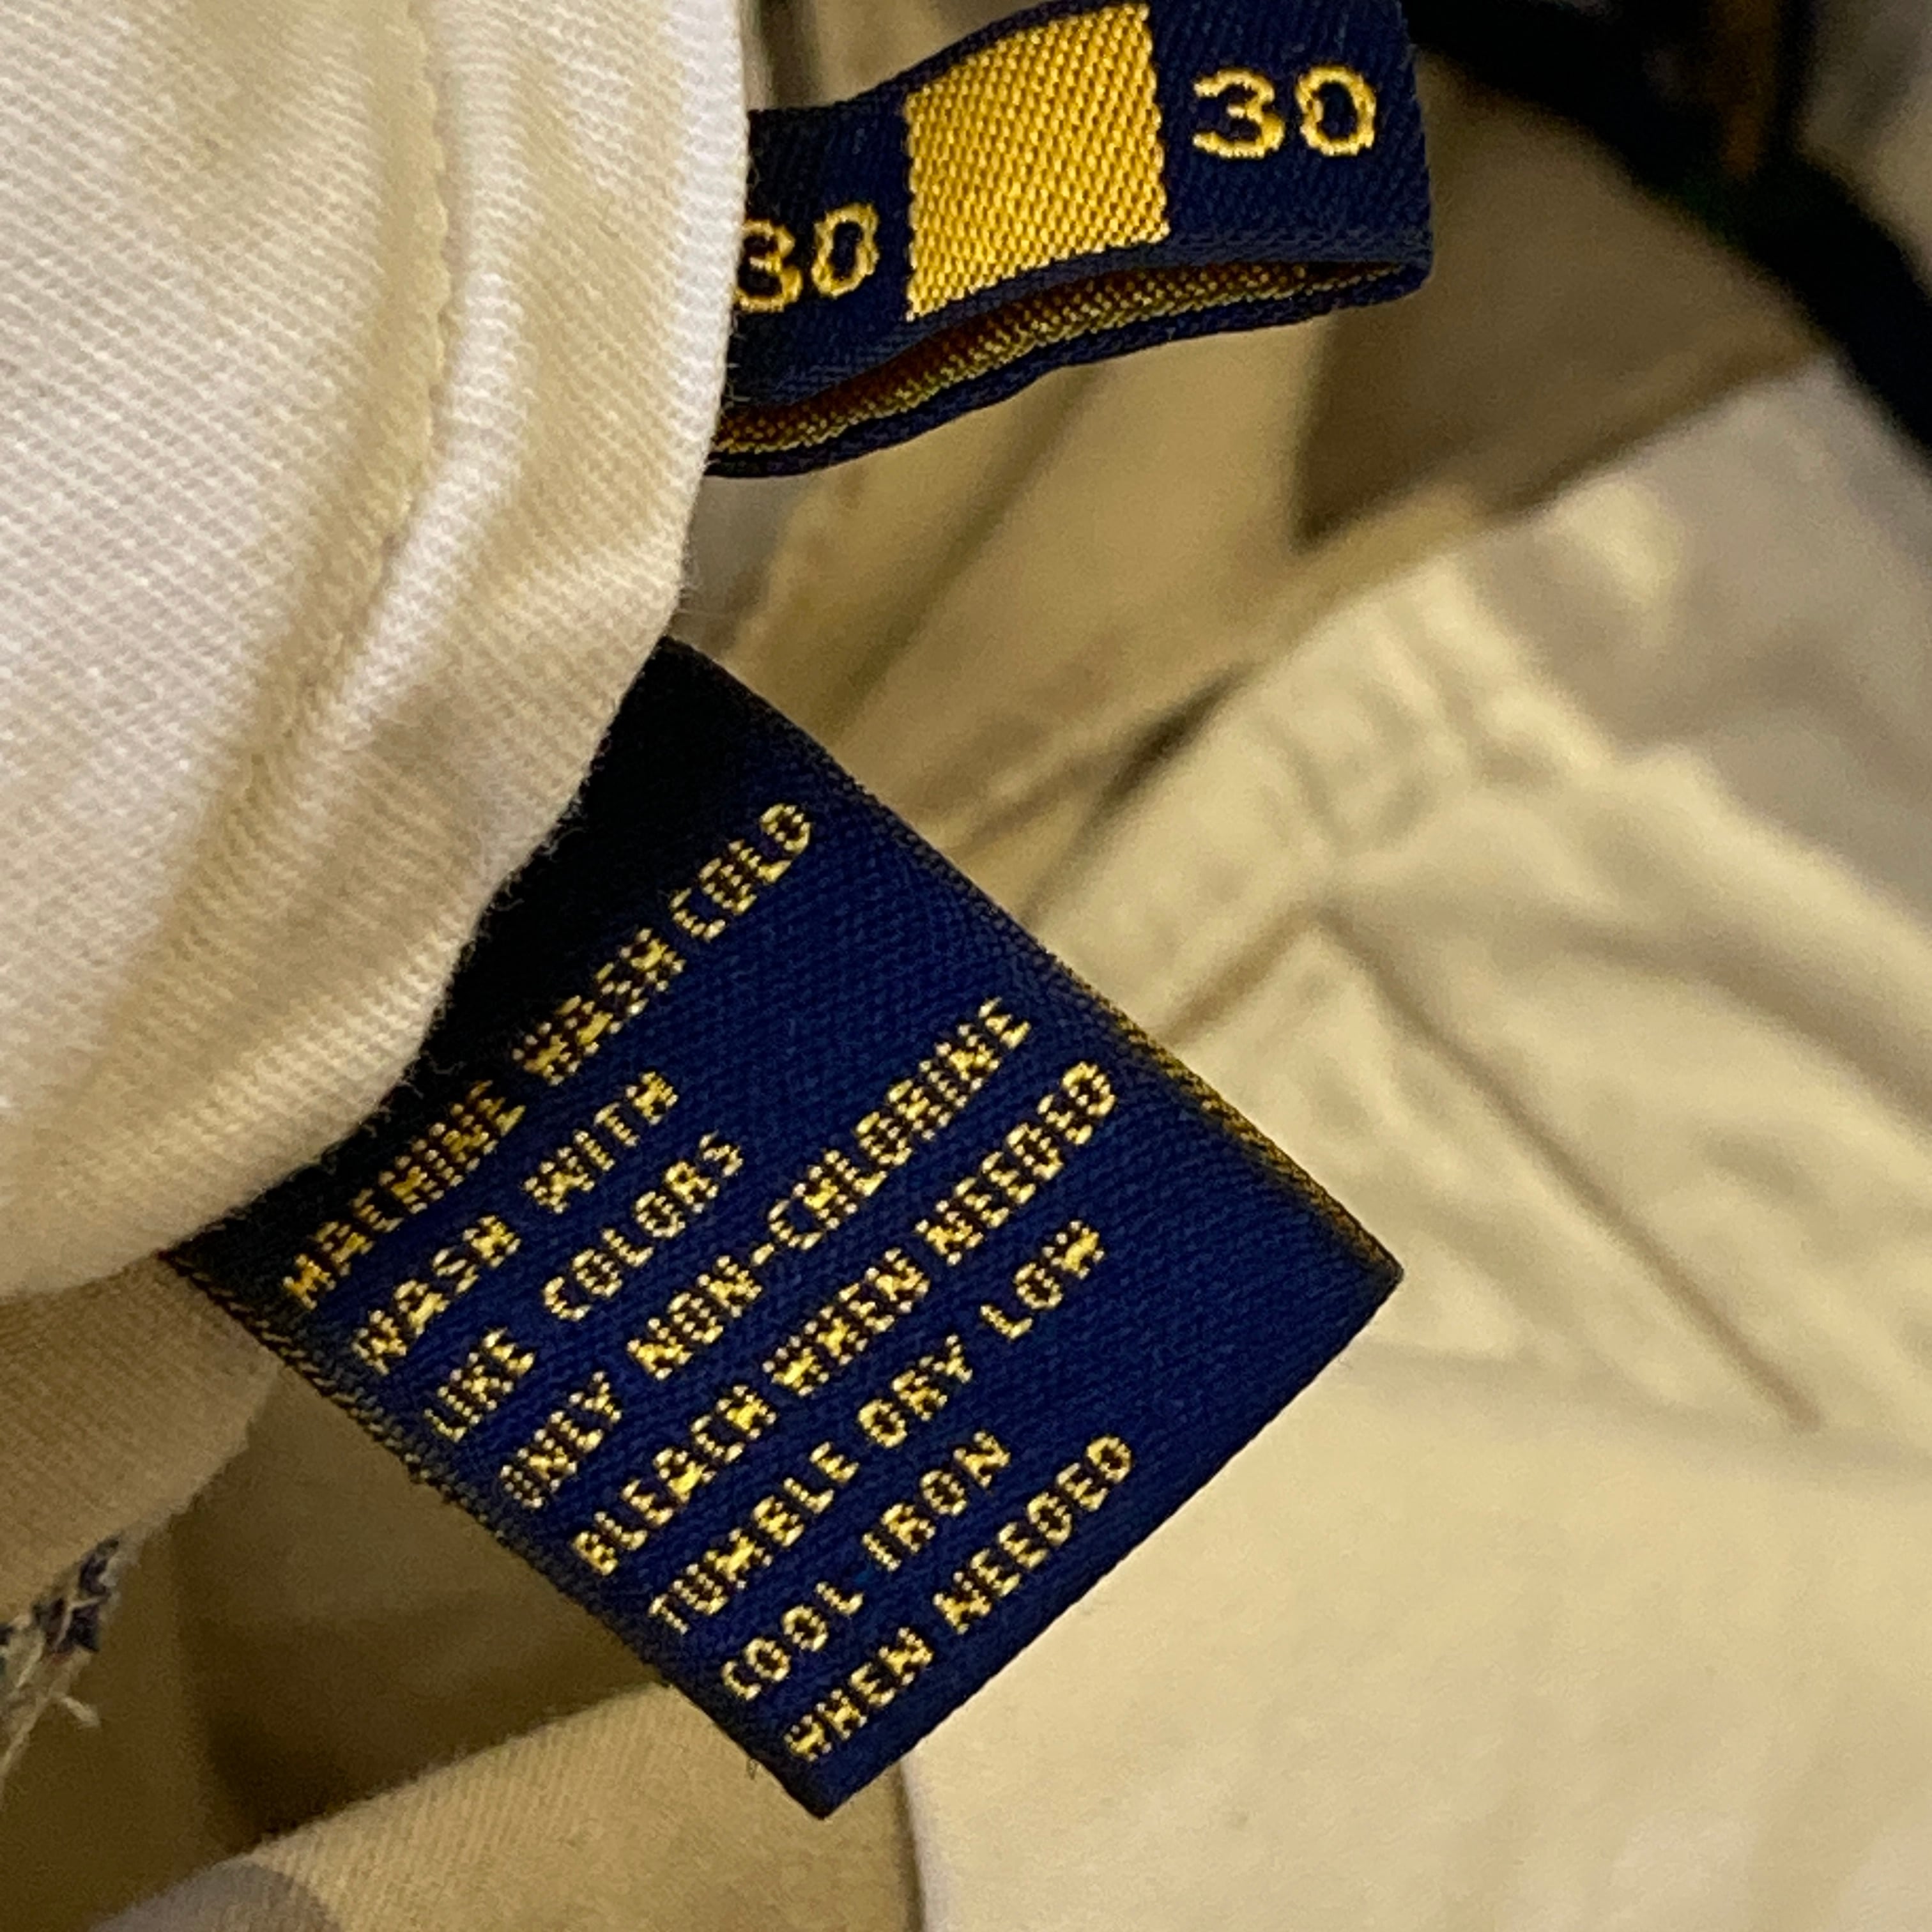 30
30
MACHINE WASH COLD
WASH WITH
LIKE COLORS
ONLY NON-CHLORINE
BLEACH WHEN NEEDED
TUMBLE DRY LOW
COOL IRON
WHEN NEEDED